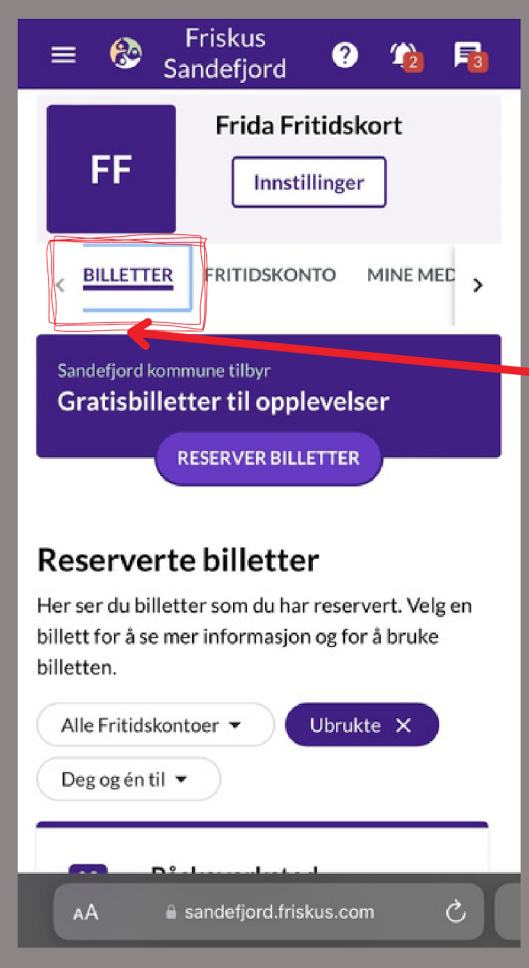 Friskus
Sandefjord
2
3
FF
Frida Fritidskort
Innstillinger
BILLETTER FRITIDSKONTO MINE MED
Sandefjord kommune tilbyr
Gratisbilletter til opplevelser
RESERVER BILLETTER
Reserverte billetter
Her ser du billetter som du har reservert. Velg en
billett for å se mer informasjon og for å bruke
billetten.
Alle Fritidskontoer
Ubrukte
Deg og én til
AA sandefjord.friskus.com